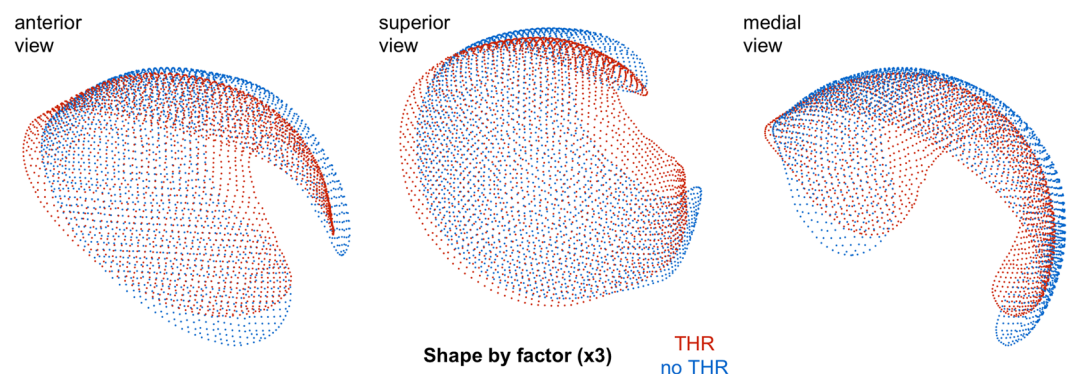 anterior
view
superior
view
medial
view
Shape by factor (x3)
THR
no THR